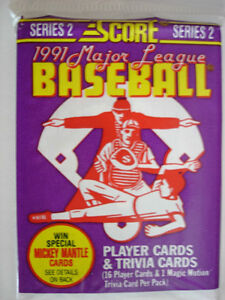 SERIES 2 SCORE SERIES 2
1991 Major League
BASEBALL
WIN
SPECIAL
MICKEY MANTLE
CARDS
SEE DETAILS
ON BACK
PLAYER CARDS
& TRIVIA CARDS
(16 Player Cards & 1 Magic Motion
Trivia Card Per Pack)